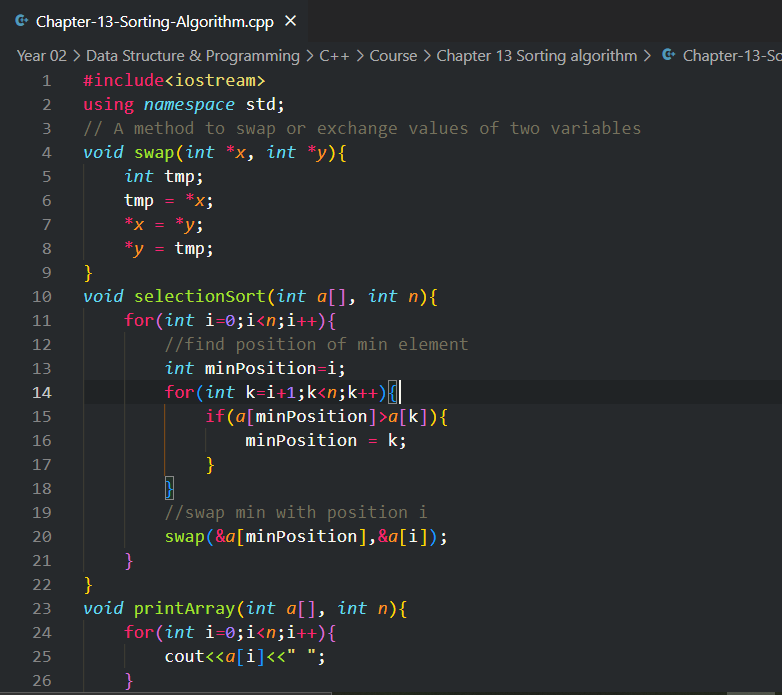 Chapter-13-Sorting-Algorithm.cpp ×
Year 02 > Data Structure & Programming > C++ > Course > Chapter 13 Sorting algorithm > Chapter-13-So
1 #include<iostream>
2 using namespace std;
3 // A method to swap or exchange values of two variables
4 void swap(int *x, int *y){
5     int tmp;
6     tmp = *x;
7     *x = *y;
8     *y = tmp;
9 }
10 void selectionSort(int a[], int n){
11     for(int i=0;i<n;i++){
12         //find position of min element
13         int minPosition=i;
14         for(int k=i+1;k<n;k++){
15             if(a[minPosition]>a[k]){
16                 minPosition = k;
17             }
18         }
19         //swap min with position i
20         swap(&a[minPosition],&a[i]);
21     }
22 }
23 void printArray(int a[], int n){
24     for(int i=0;i<n;i++){
25         cout<<a[i]<<" ";
26     }